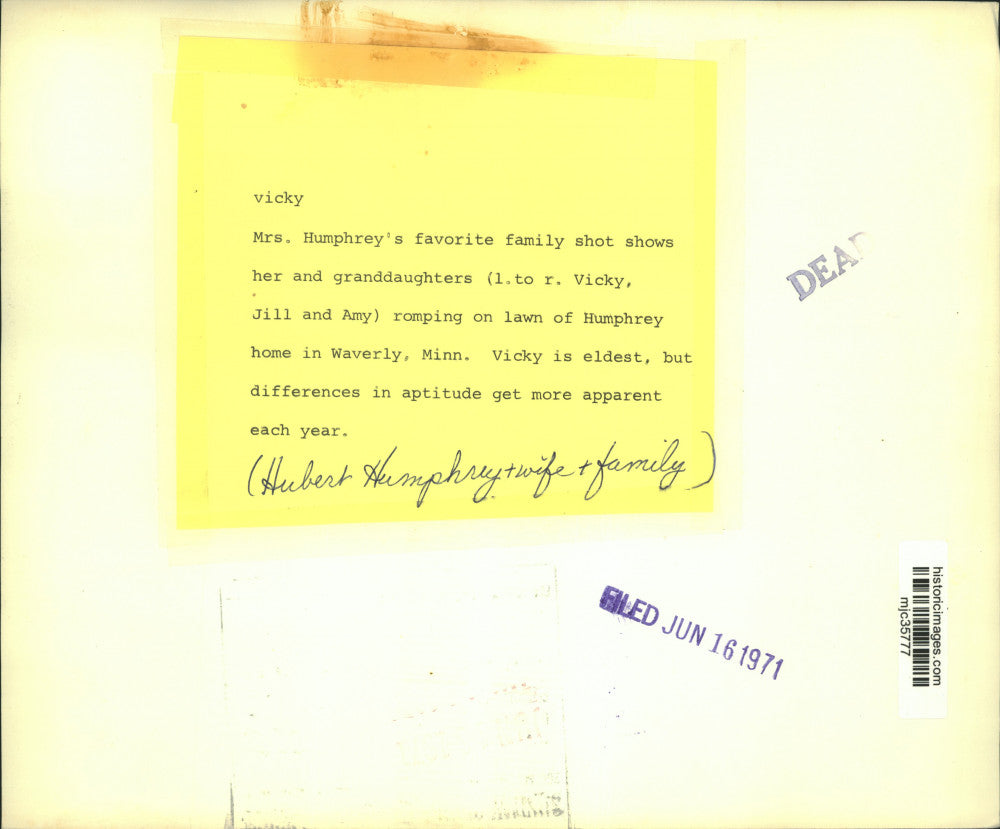 vicky
Mrs. Humphrey's favorite family shot shows
her and granddaughters (l.to r. Vicky,
Jill and Amy) romping on lawn of Humphrey
home in Waverly, Minn. Vicky is eldest, but
differences in aptitude get more apparent
each year.
(Hubert Humphrey + wife + family)
DEAD
FILED JUN 16 1971
historicimages.com
mjc35777